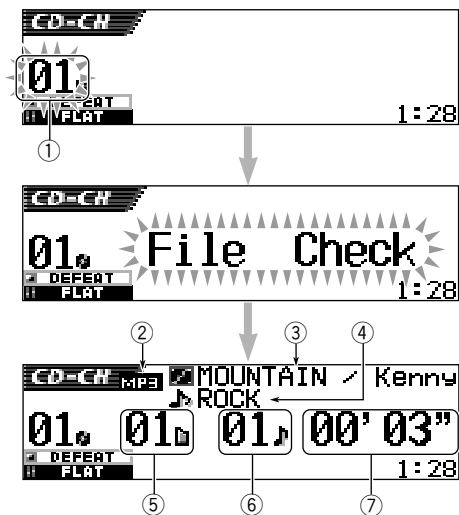 CD-CH
01
DEFEAT
FLAT
1:28
①
CD-CH
01
File Check
DEFEAT
FLAT
1:28
② ③ ④
CD-CH MP3 MOUNTAIN / Kenny
ROCK
01 01 01 00' 03"
DEFEAT
FLAT
1:28
⑤ ⑥ ⑦